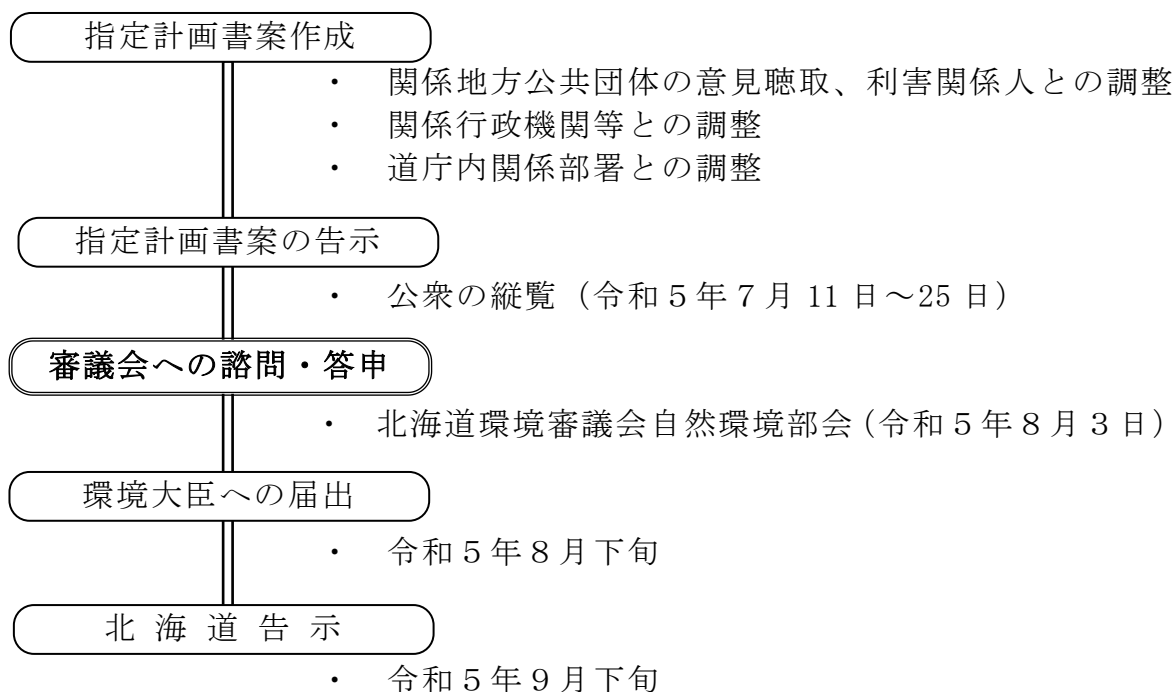 指定計画書案作成
・ 関係地方公共団体の意見聴取、利害関係人との調整
・ 関係行政機関等との調整
・ 道庁内関係部署との調整
指定計画書案の告示
・ 公衆の縦覧（令和５年７月11日～25日）
審議会への諮問・答申
・ 北海道環境審議会自然環境部会（令和５年８月３日）
環境大臣への届出
・ 令和５年８月下旬
北 海 道 告 示
・ 令和５年９月下旬